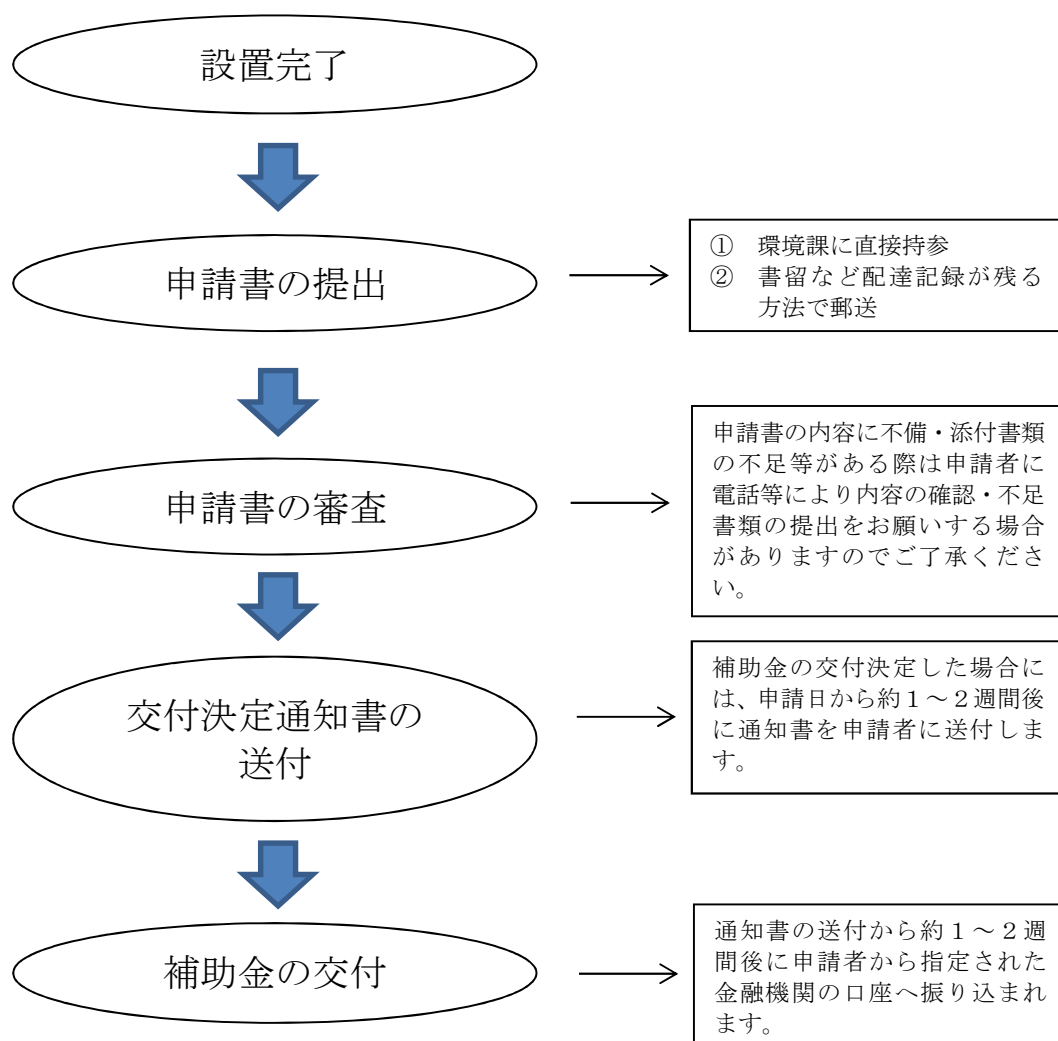 設置完了
申請書の提出
① 環境課に直接持参
② 書留など配達記録が残る
方法で郵送
申請書の審査
申請書の内容に不備・添付書類
の不足等がある際は申請者に
電話等により内容の確認・不足
書類の提出をお願いする場合
がありますのでご了承くださ
い。
交付決定通知書の
送付
補助金の交付決定した場合に
は、申請日から約１～２週間後
に通知書を申請者に送付しま
す。
補助金の交付
通知書の送付から約１～２週
間後に申請者から指定された
金融機関の口座へ振り込まれ
ます。